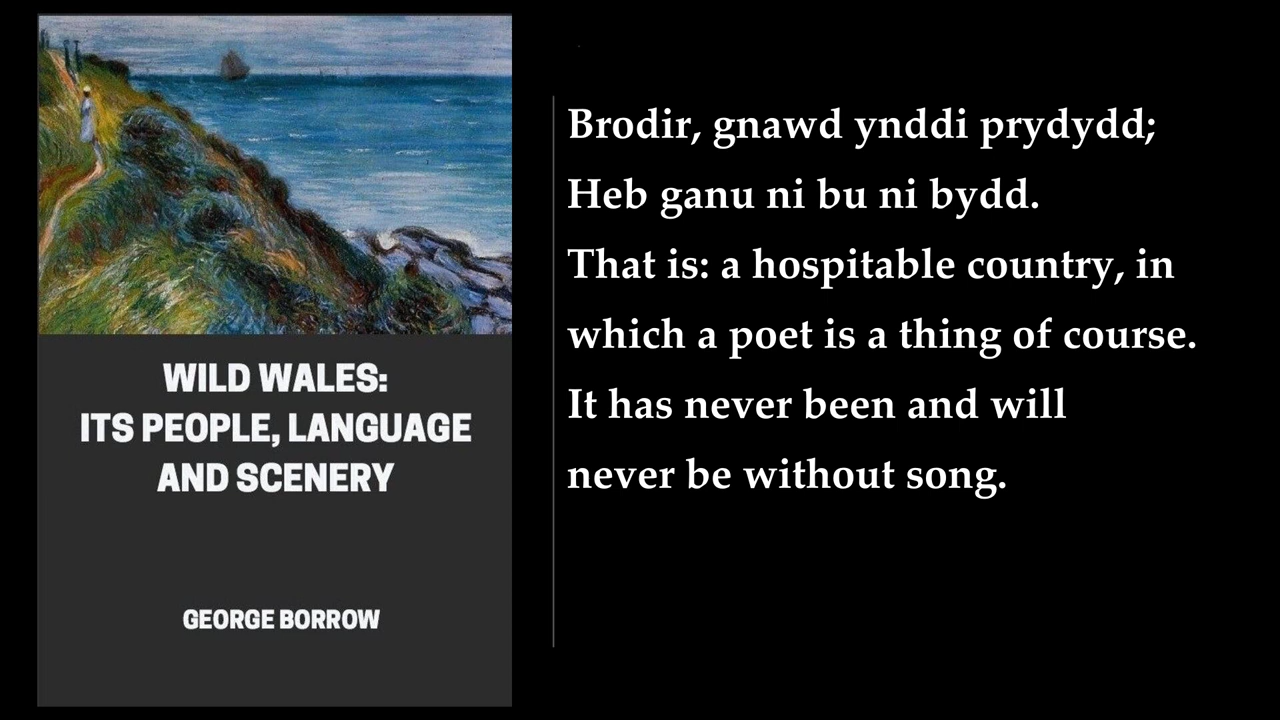 WILD WALES:
ITS PEOPLE, LANGUAGE
AND SCENERY
GEORGE BORROW
Brodir, gnawd ynddi prydydd;
Heb ganu ni bu ni bydd.
That is: a hospitable country, in
which a poet is a thing of course.
It has never been and will
never be without song.